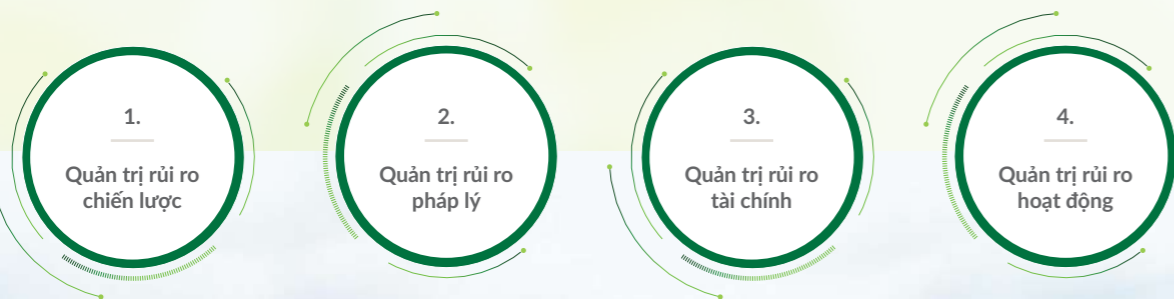 1.
Quản trị rủi ro
chiến lược
2.
Quản trị rủi ro
pháp lý
3.
Quản trị rủi ro
tài chính
4.
Quản trị rủi ro
hoạt động